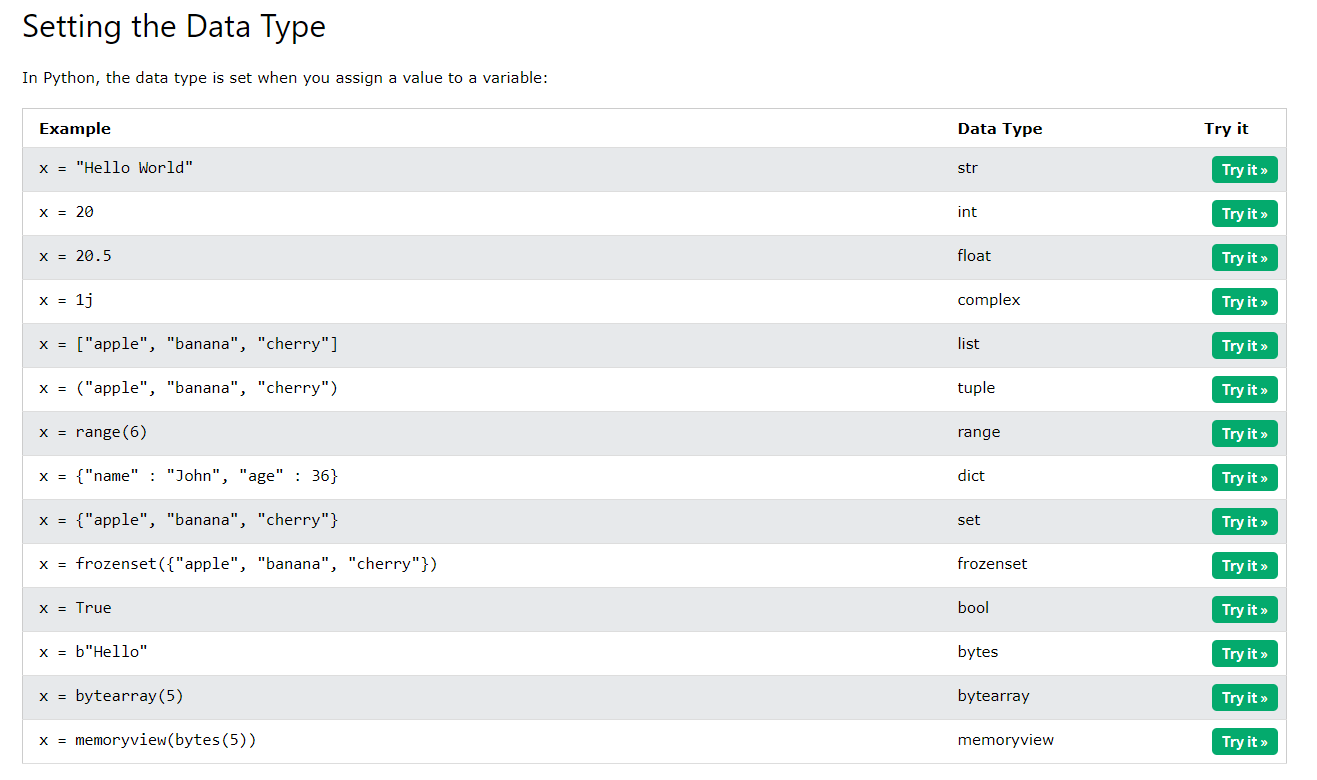 Setting the Data Type
In Python, the data type is set when you assign a value to a variable:
Example Data Type Try it
x = "Hello World" str Try it »
x = 20 int Try it »
x = 20.5 float Try it »
x = 1j complex Try it »
x = ["apple", "banana", "cherry"] list Try it »
x = ("apple", "banana", "cherry") tuple Try it »
x = range(6) range Try it »
x = {"name" : "John", "age" : 36} dict Try it »
x = {"apple", "banana", "cherry"} set Try it »
x = frozenset({"apple", "banana", "cherry"}) frozenset Try it »
x = True bool Try it »
x = b"Hello" bytes Try it »
x = bytearray(5) bytearray Try it »
x = memoryview(bytes(5)) memoryview Try it »